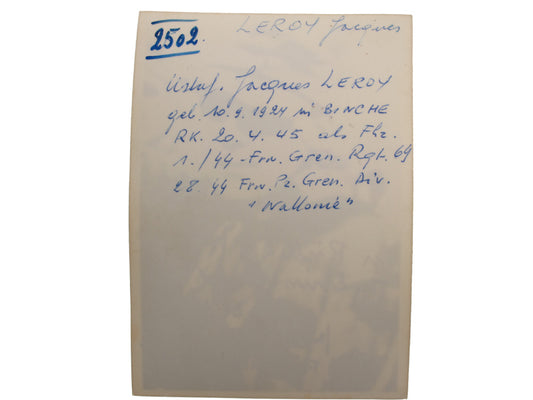 2502.
LEROY Jacques
Ustuf. Jacques LEROY
geb. 10.9.1924 in BINCHE
RK. 20.4.45 als Fhr.
1./44-Frw. Gren. Rgt. 69
28. 44 Frw. Pz. Gren. Div.
"Wallonie"